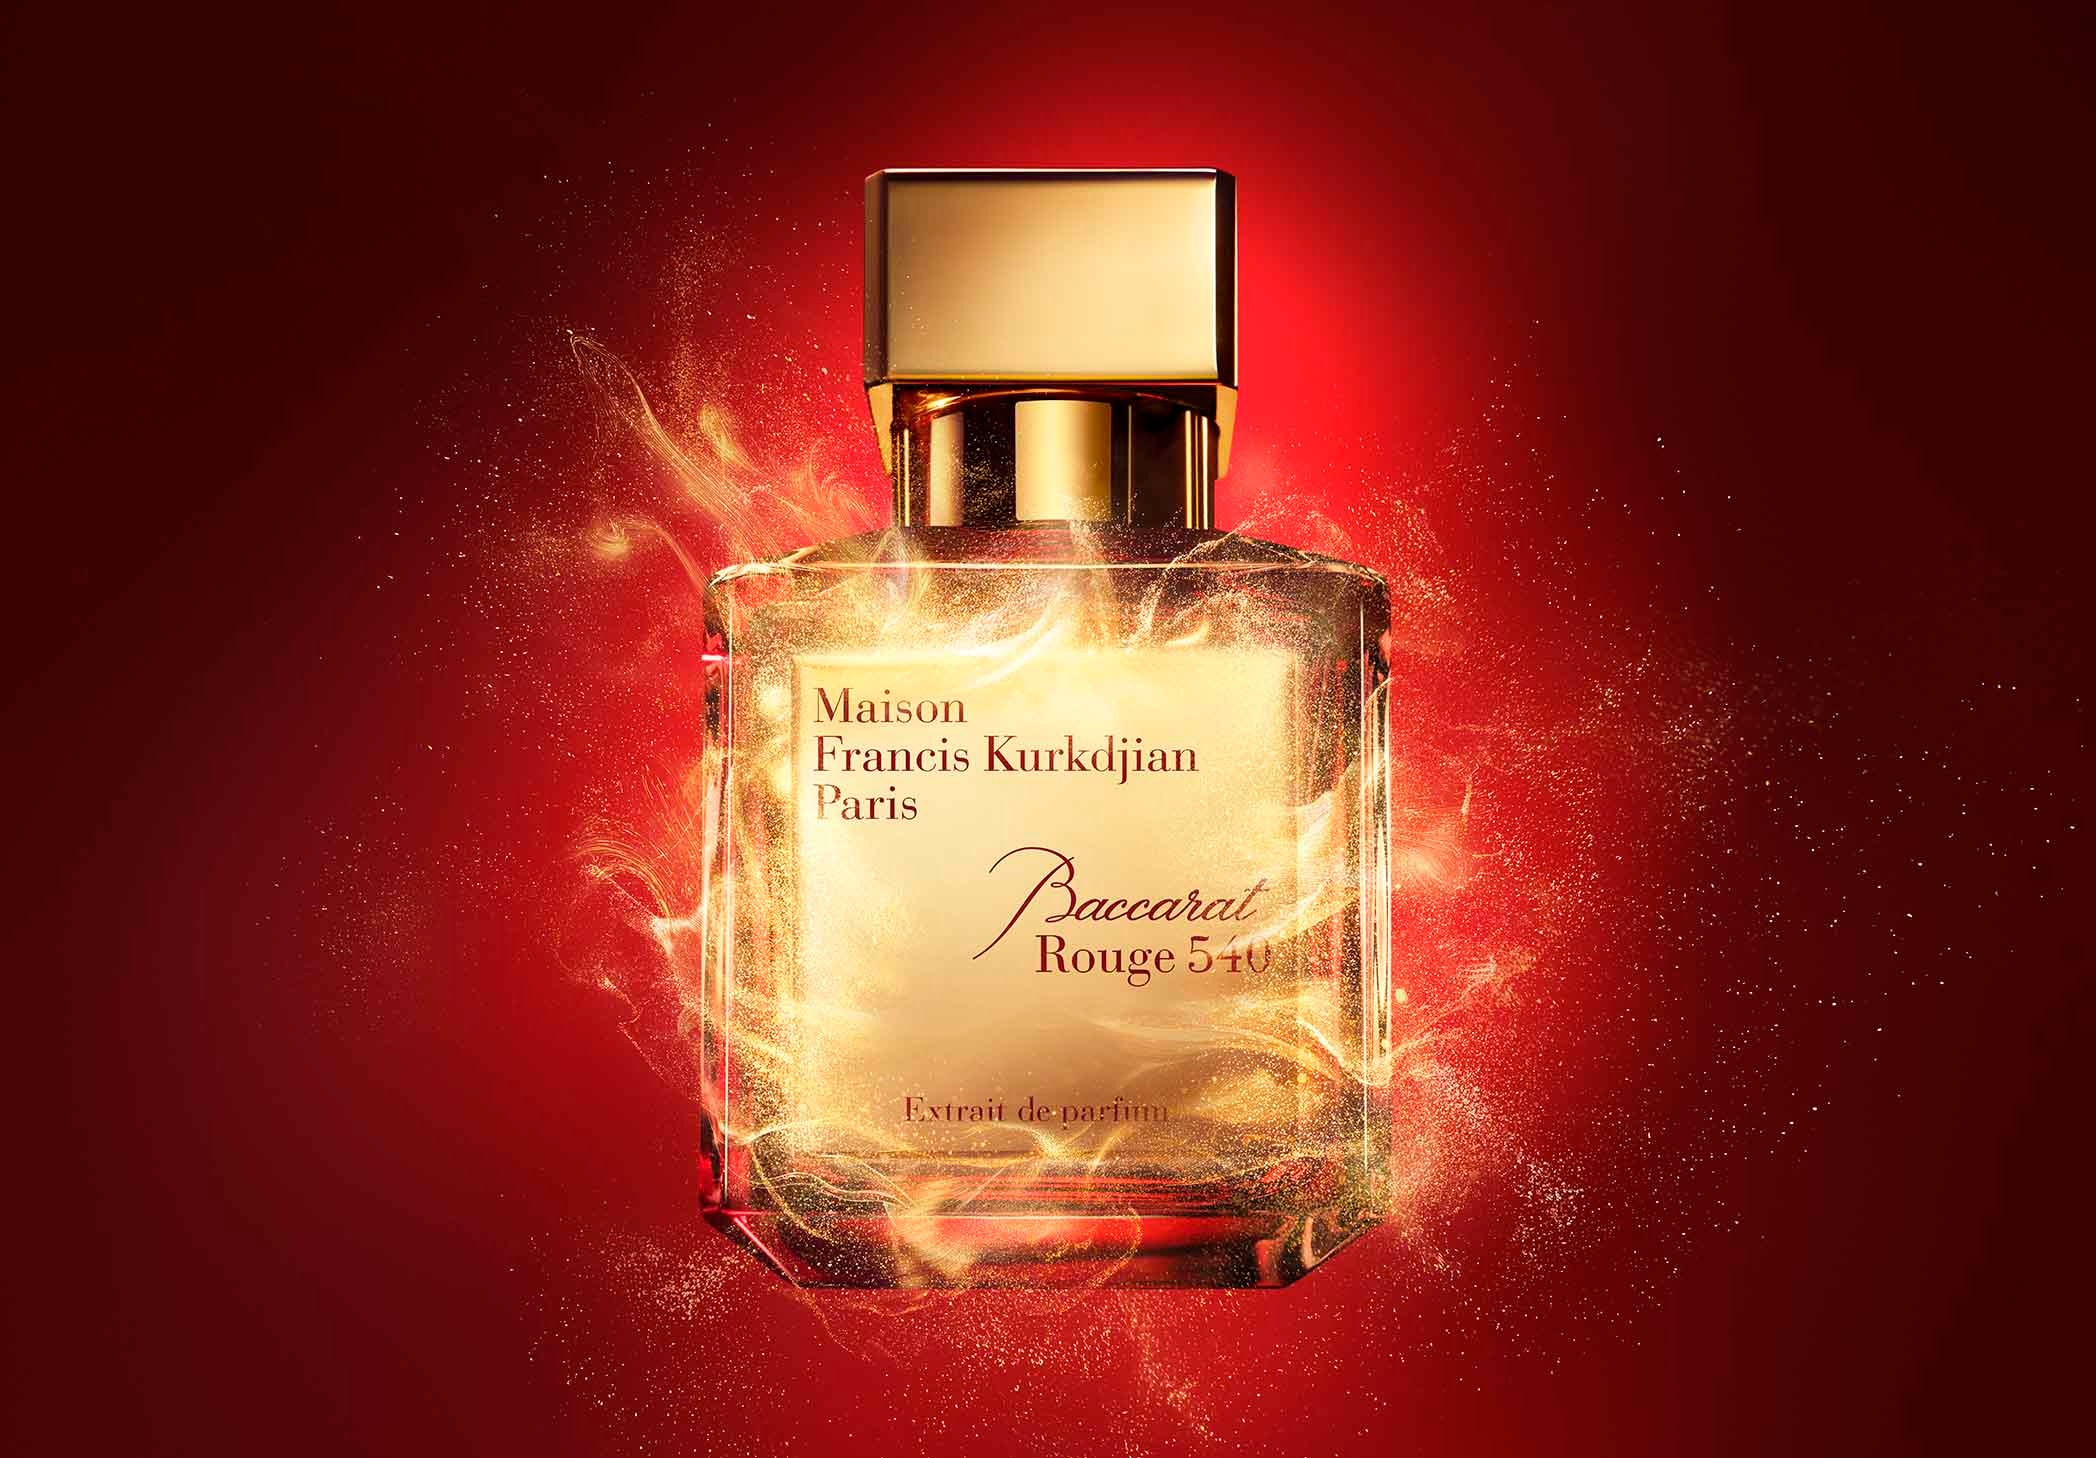 Maison
Francis Kurkdjian
Paris
Baccarat
Rouge 540
Extrait de parfum